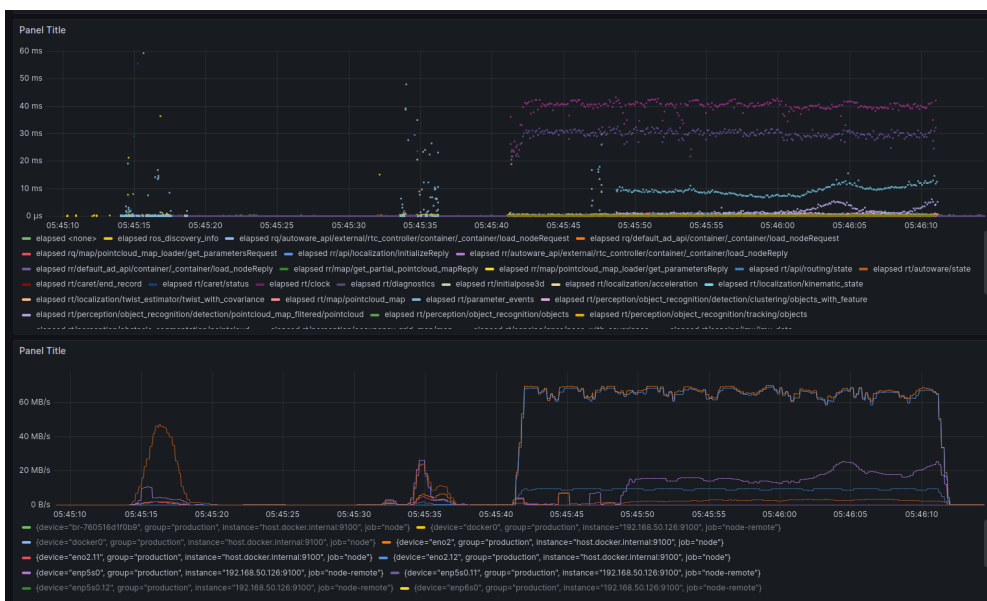 Panel Title
60 ms
50 ms
40 ms
30 ms
20 ms
10 ms
0 µs
05:45:10 05:45:15 05:45:20 05:45:25 05:45:30 05:45:35 05:45:40 05:45:45 05:45:50 05:45:55 05:46:00 05:46:05 05:46:10
elapsed <none> elapsed ros_discovery_info elapsed rq/autoware_api/external/rtc_controller/container/_container/load_nodeRequest elapsed rq/default_ad_api/container/_container/load_nodeRequest
elapsed rq/map/pointcloud_map_loader/get_parametersRequest elapsed rr/api/localization/initializeReply elapsed rr/autoware_api/external/rtc_controller/container/_container/load_nodeReply
elapsed rr/default_ad_api/container/_container/load_nodeReply elapsed rr/map/get_partial_pointcloud_mapReply elapsed rr/map/pointcloud_map_loader/get_parametersReply elapsed rt/api/routing/state elapsed rt/autoware/state
elapsed rt/caret/end_record elapsed rt/caret/status elapsed rt/clock elapsed rt/diagnostics elapsed rt/initialpose3d elapsed rt/localization/acceleration elapsed rt/localization/kinematic_state
elapsed rt/localization/twist_estimator/twist_with_covariance elapsed rt/map/pointcloud_map elapsed rt/parameter_events elapsed rt/perception/object_recognition/detection/clustering/objects_with_feature
elapsed rt/perception/object_recognition/detection/pointcloud_map_filtered/pointcloud elapsed rt/perception/object_recognition/objects elapsed rt/perception/object_recognition/tracking/objects
Panel Title
60 MB/s
40 MB/s
20 MB/s
0 B/s
05:45:10 05:45:15 05:45:20 05:45:25 05:45:30 05:45:35 05:45:40 05:45:45 05:45:50 05:45:55 05:46:00 05:46:05 05:46:10
{device="br-760516d1f0b9", group="production", instance="host.docker.internal:9100", job="node"} {device="docker0", group="production", instance="192.168.50.126:9100", job="node-remote"}
{device="docker0", group="production", instance="host.docker.internal:9100", job="node"} {device="eno2", group="production", instance="host.docker.internal:9100", job="node"}
{device="eno2.11", group="production", instance="host.docker.internal:9100", job="node"} {device="eno2.12", group="production", instance="host.docker.internal:9100", job="node"}
{device="enp5s0", group="production", instance="192.168.50.126:9100", job="node-remote"} {device="enp5s0.11", group="production", instance="192.168.50.126:9100", job="node-remote"}
{device="enp5s0.12", group="production", instance="192.168.50.126:9100", job="node-remote"} {device="enp6s0", group="production", instance="192.168.50.126:9100", job="node-remote"}